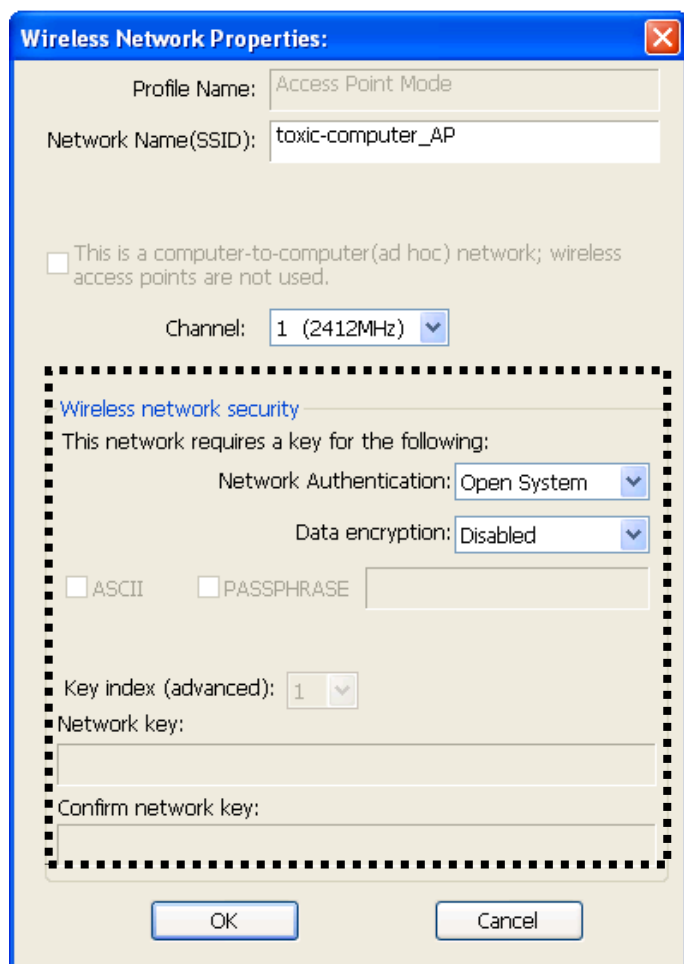 Wireless Network Properties:
Profile Name: Access Point Mode
Network Name(SSID): toxic-computer_AP
This is a computer-to-computer(ad hoc) network; wireless
access points are not used.
Channel: 1 (2412MHz)
Wireless network security
This network requires a key for the following:
Network Authentication: Open System
Data encryption: Disabled
ASCII PASSPHRASE
Key index (advanced): 1
Network key:
Confirm network key:
OK Cancel